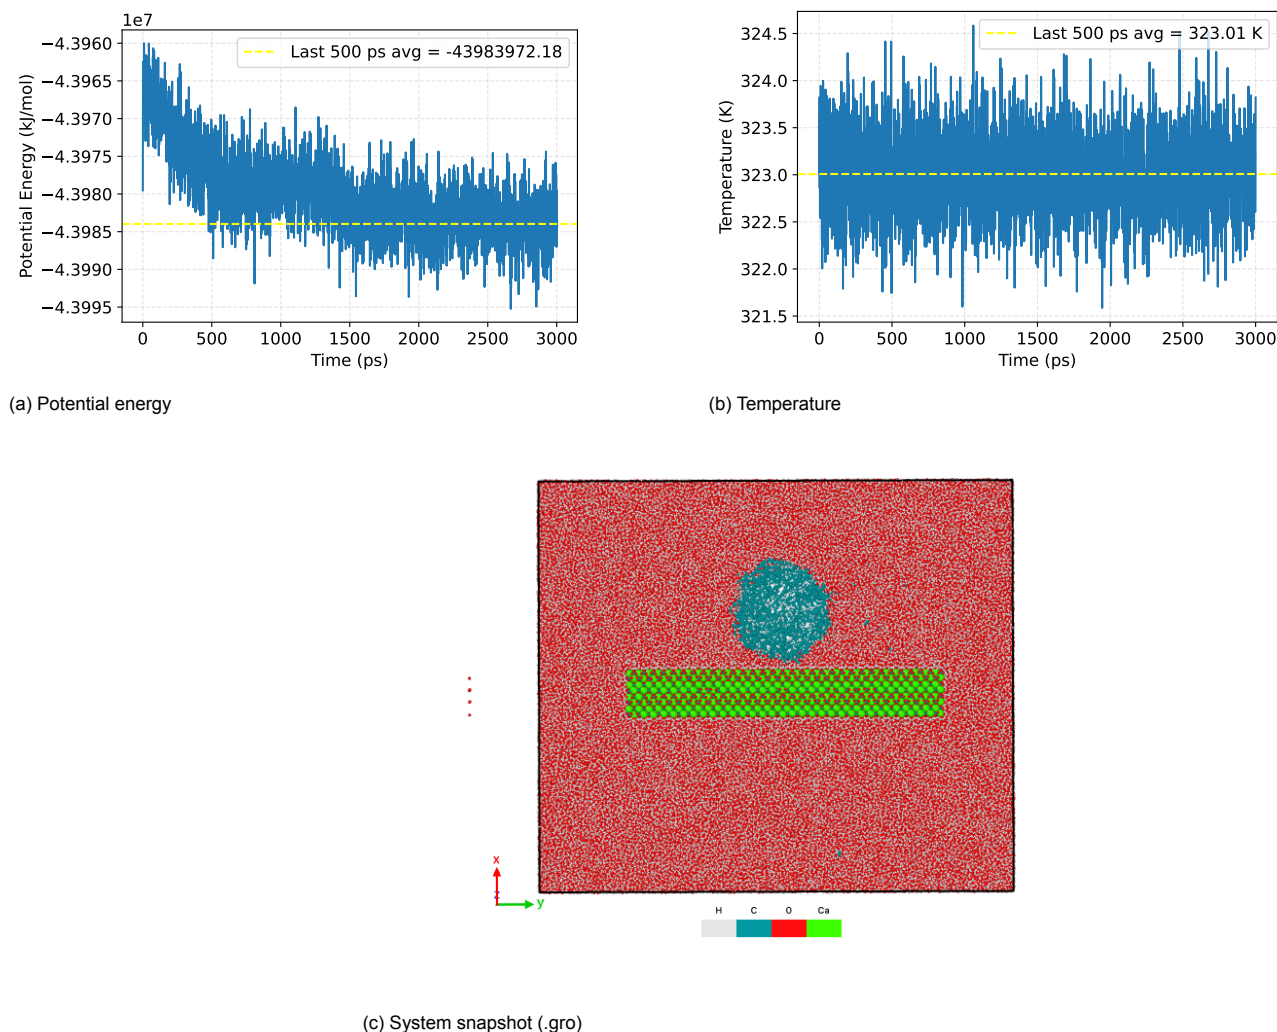 1e7
−4.3960
−4.3965
−4.3970
−4.3975
−4.3980
−4.3985
−4.3990
−4.3995
Potential Energy (kJ/mol)
Last 500 ps avg = -43983972.18
0 500 1000 1500 2000 2500 3000
Time (ps)
(a) Potential energy
324.5
324.0
323.5
323.0
322.5
322.0
321.5
Temperature (K)
Last 500 ps avg = 323.01 K
0 500 1000 1500 2000 2500 3000
Time (ps)
(b) Temperature
x
z
y
H C O Ca
(c) System snapshot (.gro)